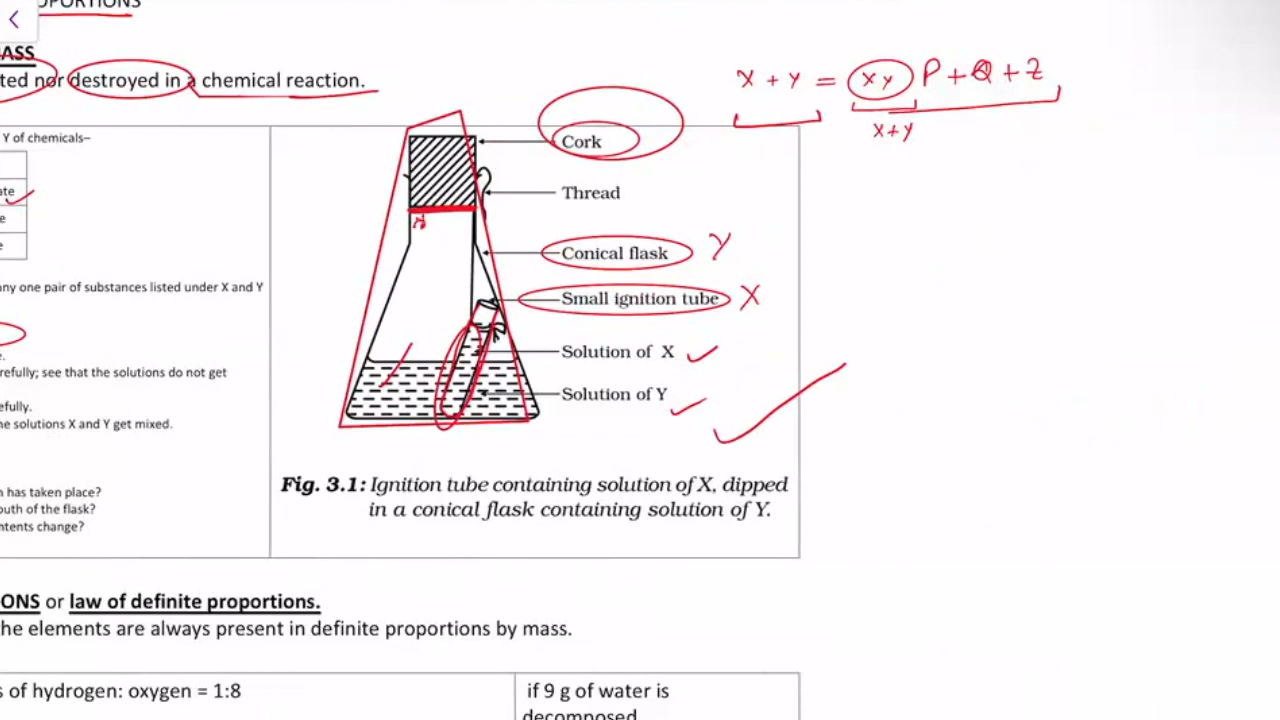 OPORTIONS
ASS
ted nor destroyed in a chemical reaction.
X + Y = XY P + Q + Z
X+Y
Y of chemicals–
ate
e
e
any one pair of substances listed under X and Y
e.
refully; see that the solutions do not get
efully.
he solutions X and Y get mixed.
n has taken place?
outh of the flask?
ntents change?
Cork
Thread
Conical flask Y
Small ignition tube X
Solution of X
Solution of Y
Fig. 3.1: Ignition tube containing solution of X, dipped
in a conical flask containing solution of Y.
ONS or law of definite proportions.
he elements are always present in definite proportions by mass.
s of hydrogen: oxygen = 1:8
if 9 g of water is
decomposed